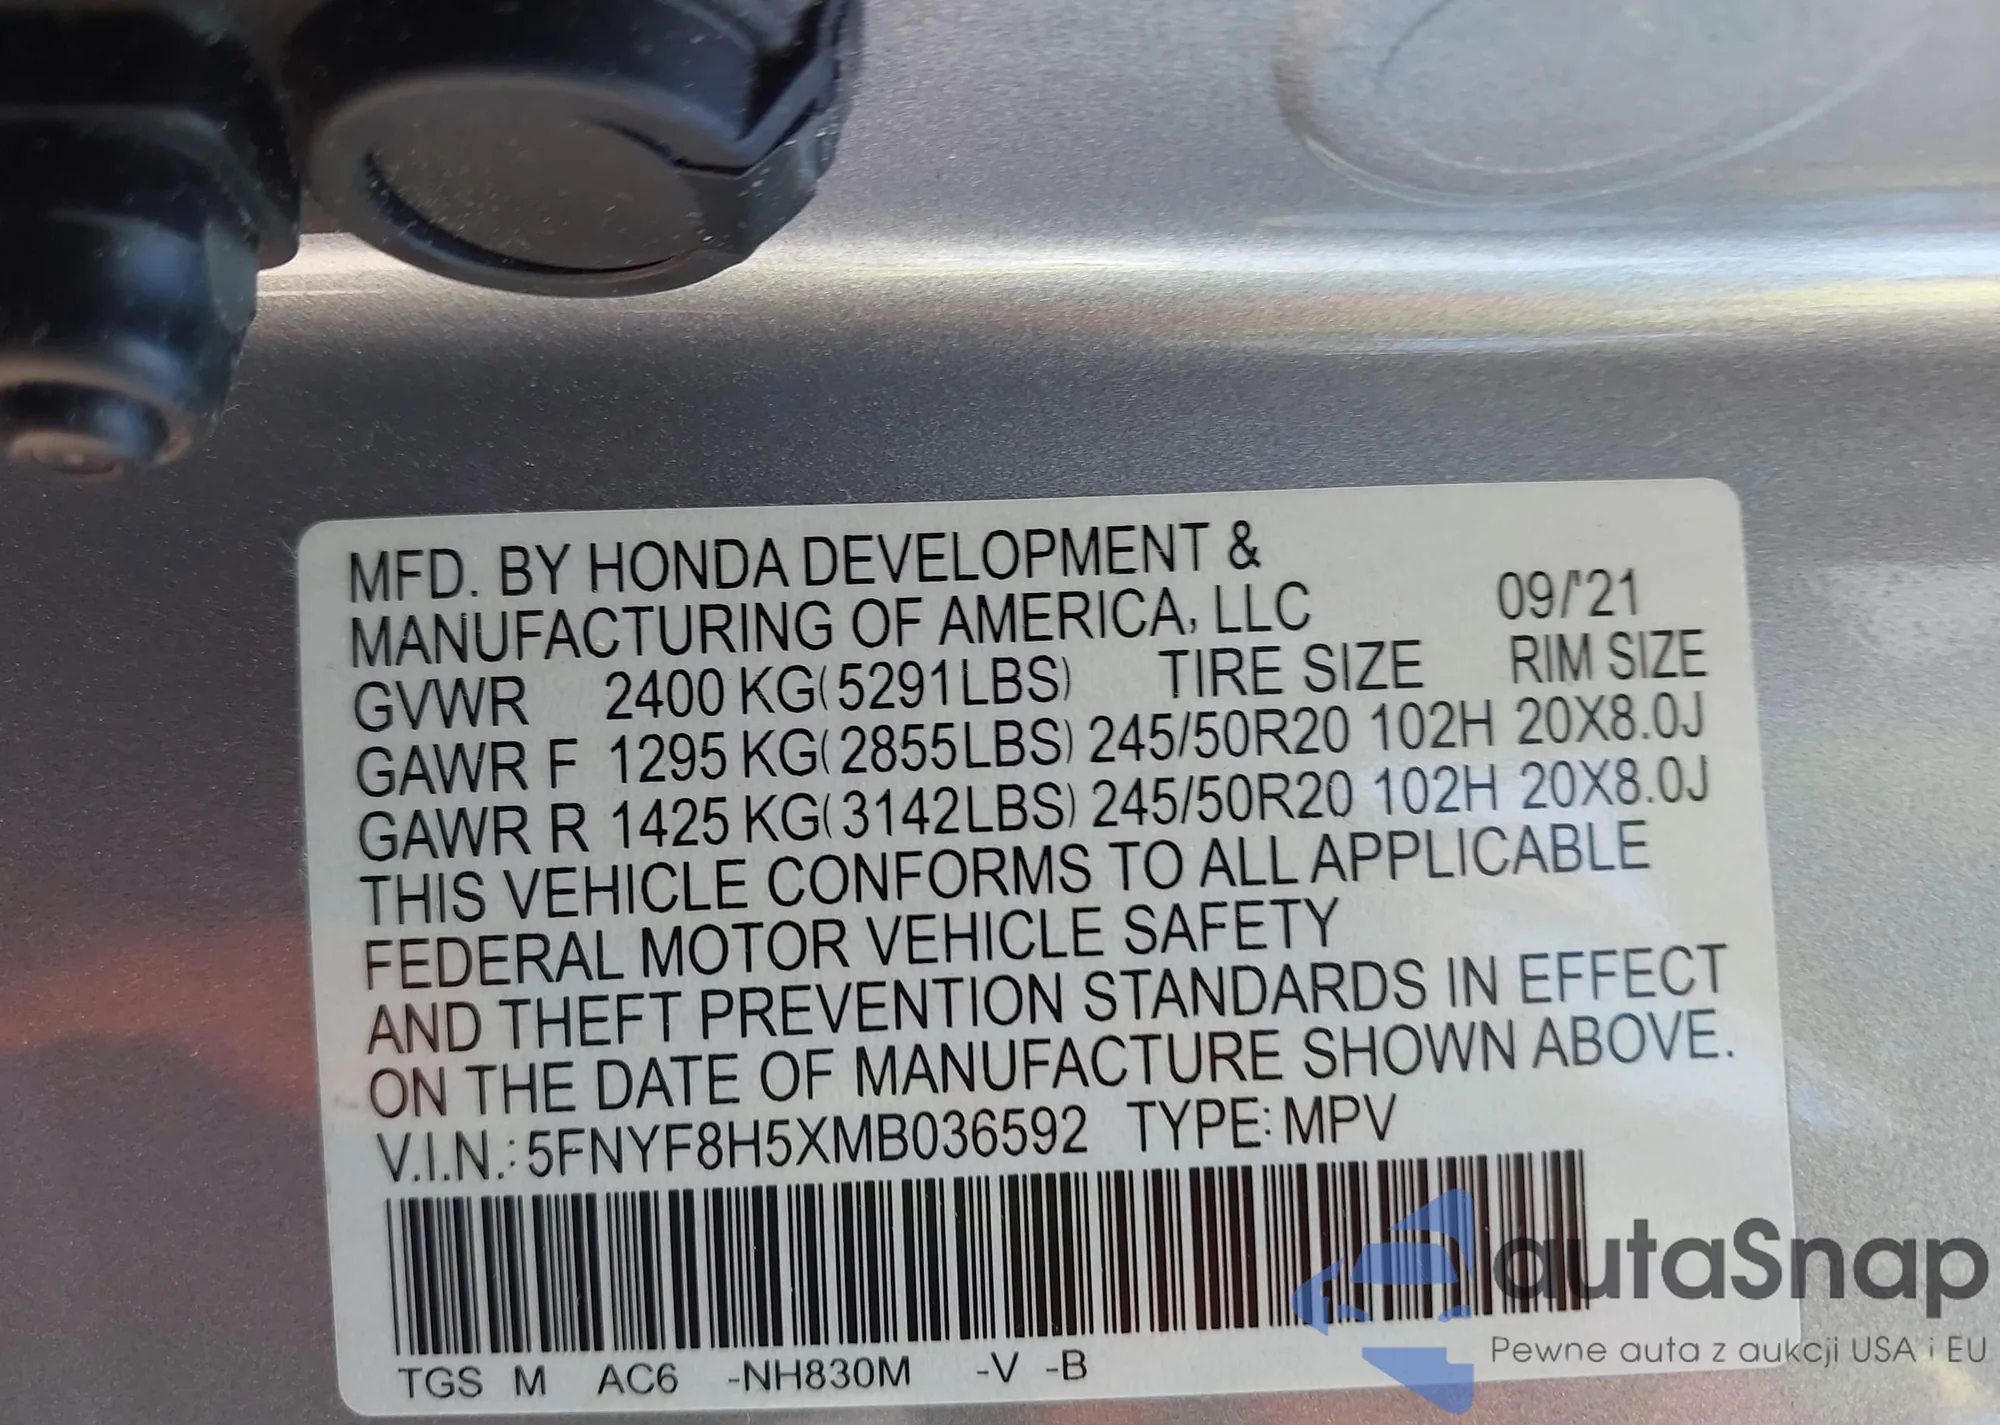 MFD. BY HONDA DEVELOPMENT &
MANUFACTURING OF AMERICA, LLC 09/'21
GVWR 2400 KG(5291LBS) TIRE SIZE RIM SIZE
GAWR F 1295 KG(2855LBS) 245/50R20 102H 20X8.0J
GAWR R 1425 KG(3142LBS) 245/50R20 102H 20X8.0J
THIS VEHICLE CONFORMS TO ALL APPLICABLE
FEDERAL MOTOR VEHICLE SAFETY
AND THEFT PREVENTION STANDARDS IN EFFECT
ON THE DATE OF MANUFACTURE SHOWN ABOVE.
V.I.N.: 5FNYF8H5XMB036592 TYPE: MPV
TGS M AC6 -NH830M -V -B
autaSnap
Pewne auta z aukcji USA i EU